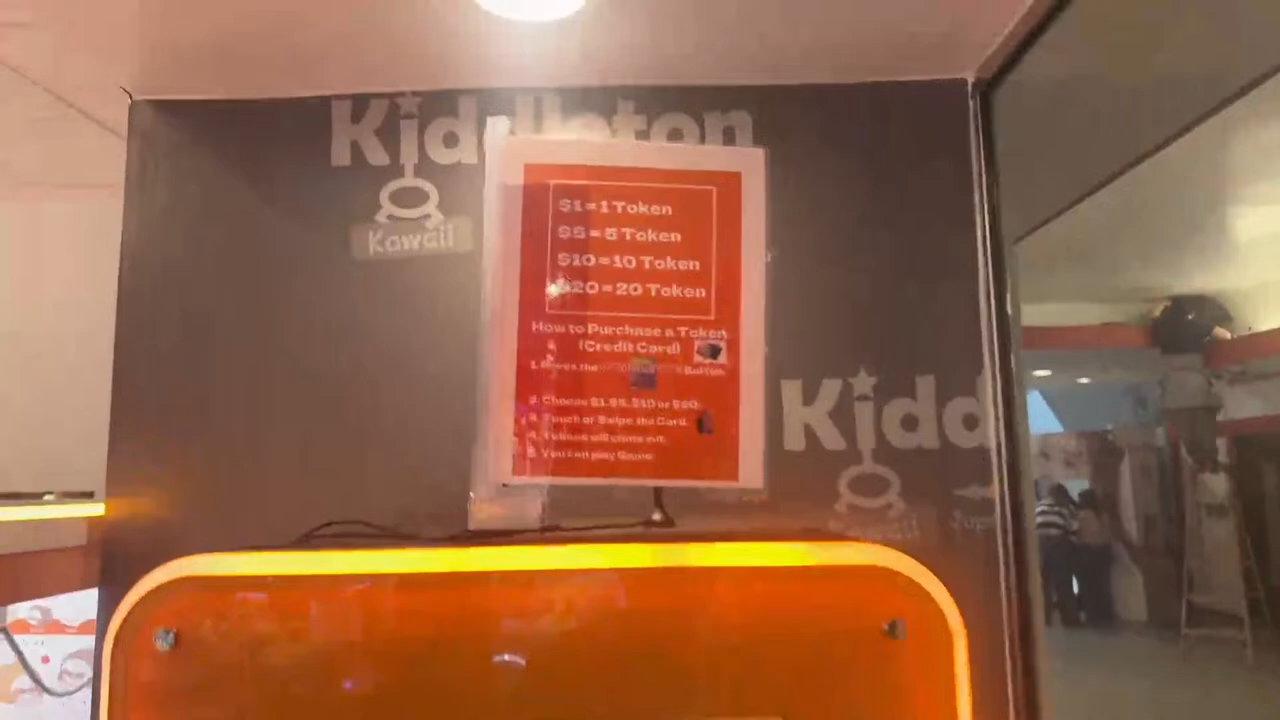 Kiddleton
Kawaii
$1=1 Token
$5=5 Token
$10=10 Token
$20=20 Token
How to Purchase a Token
(Credit Card)
1. Press the Button
2. Choose $1.$5.$10 or $20.
3. Touch or Swipe the Card.
4. Tokens will come out.
5. You can play Game
Kidd